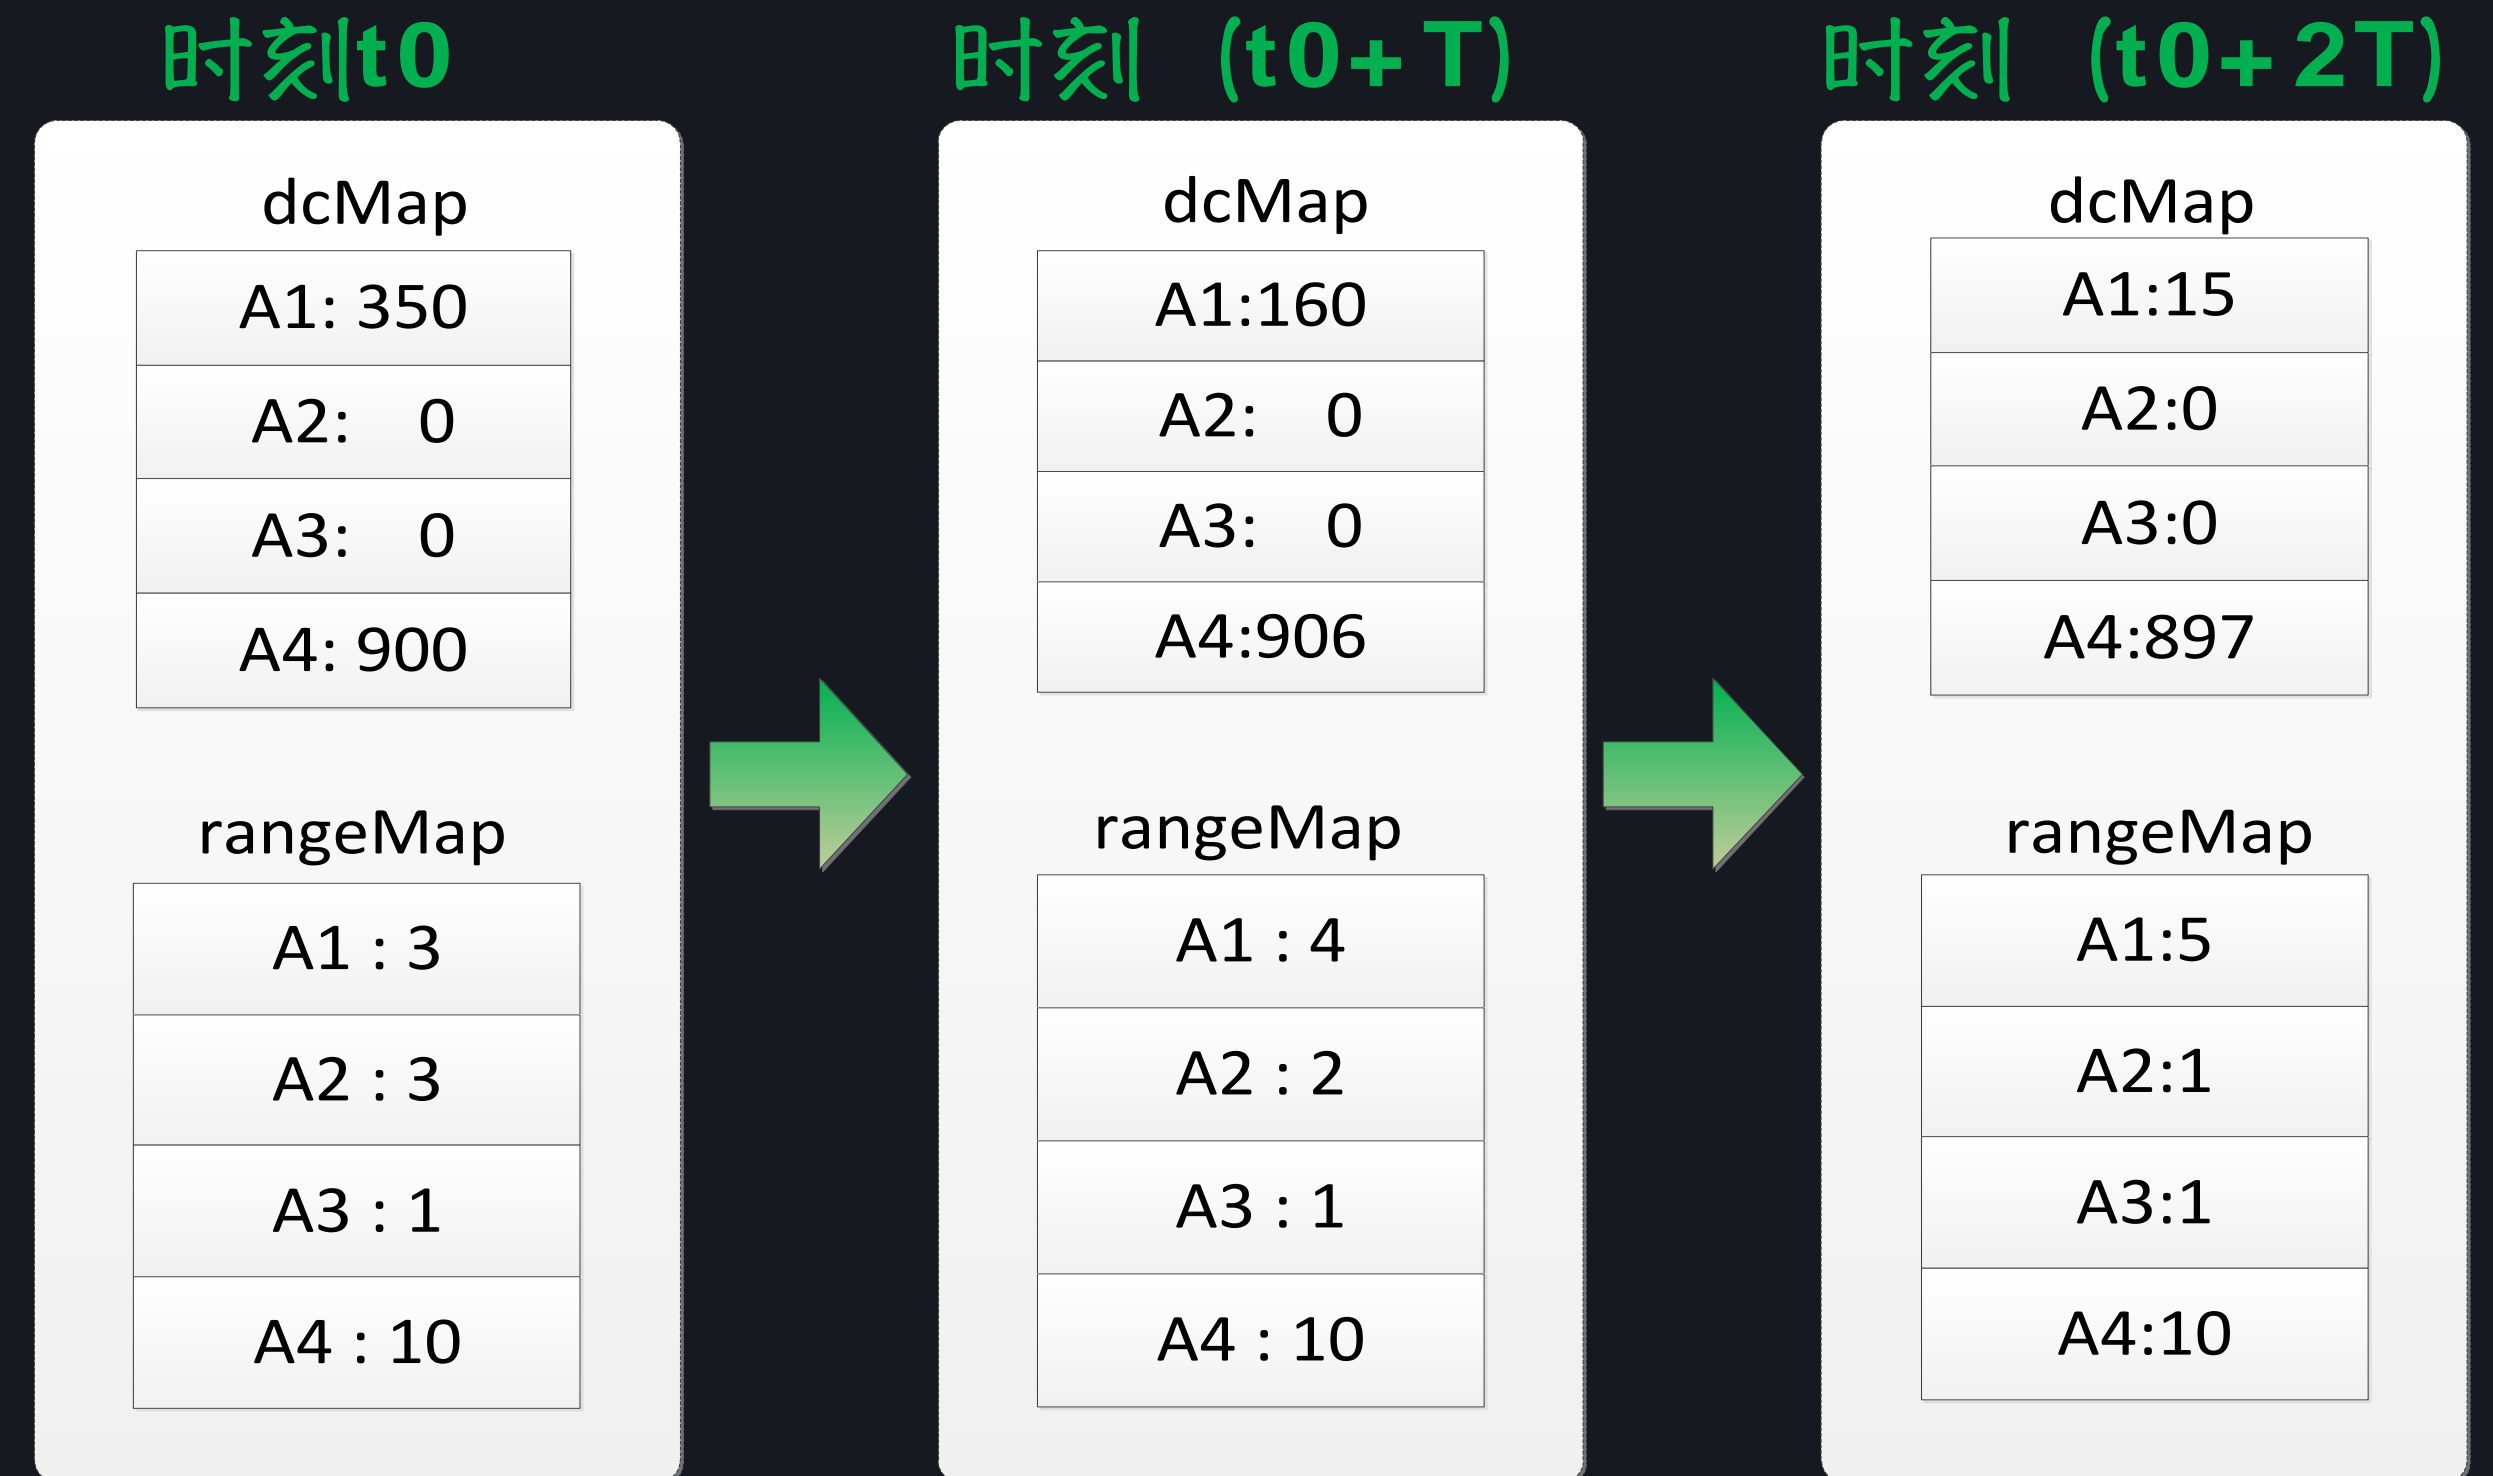 时刻t0
dcMap
A1: 350
A2: 0
A3: 0
A4: 900
rangeMap
A1 : 3
A2 : 3
A3 : 1
A4 : 10
时刻 (t0+T)
dcMap
A1:160
A2: 0
A3: 0
A4:906
rangeMap
A1 : 4
A2 : 2
A3 : 1
A4 : 10
时刻 (t0+2T)
dcMap
A1:15
A2:0
A3:0
A4:897
rangeMap
A1:5
A2:1
A3:1
A4:10